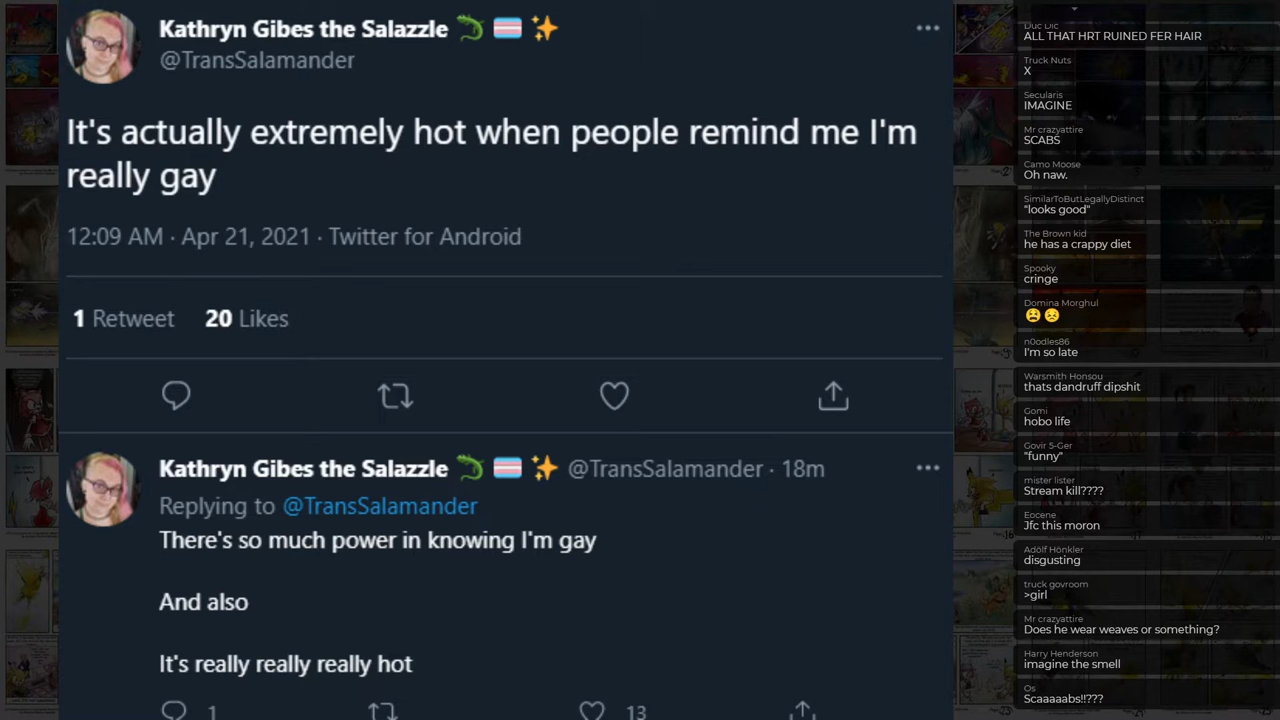 Kathryn Gibes the Salazzle
@TransSalamander
It's actually extremely hot when people remind me I'm
really gay
12:09 AM · Apr 21, 2021 · Twitter for Android
1 Retweet 20 Likes
Kathryn Gibes the Salazzle @TransSalamander · 18m
Replying to @TransSalamander
There's so much power in knowing I'm gay
And also
It's really really really hot
1 13
Duc Dic
ALL THAT HRT RUINED FER HAIR
Truck Nuts
X
Secularis
IMAGINE
Mr crazyattire
SCABS
Camo Moose
Oh naw.
SimilarToButLegallyDistinct
"looks good"
The Brown kid
he has a crappy diet
Spooky
cringe
Domina Morghul
😫😣
n0odles86
I'm so late
Warsmith Honsou
thats dandruff dipshit
Gomi
hobo life
Govir 5-Ger
"funny"
mister lister
Stream kill????
Eocene
Jfc this moron
Adölf Hönkler
disgusting
truck govroom
>girl
Mr crazyattire
Does he wear weaves or something?
Harry Henderson
imagine the smell
Os
Scaaaaabs!!???